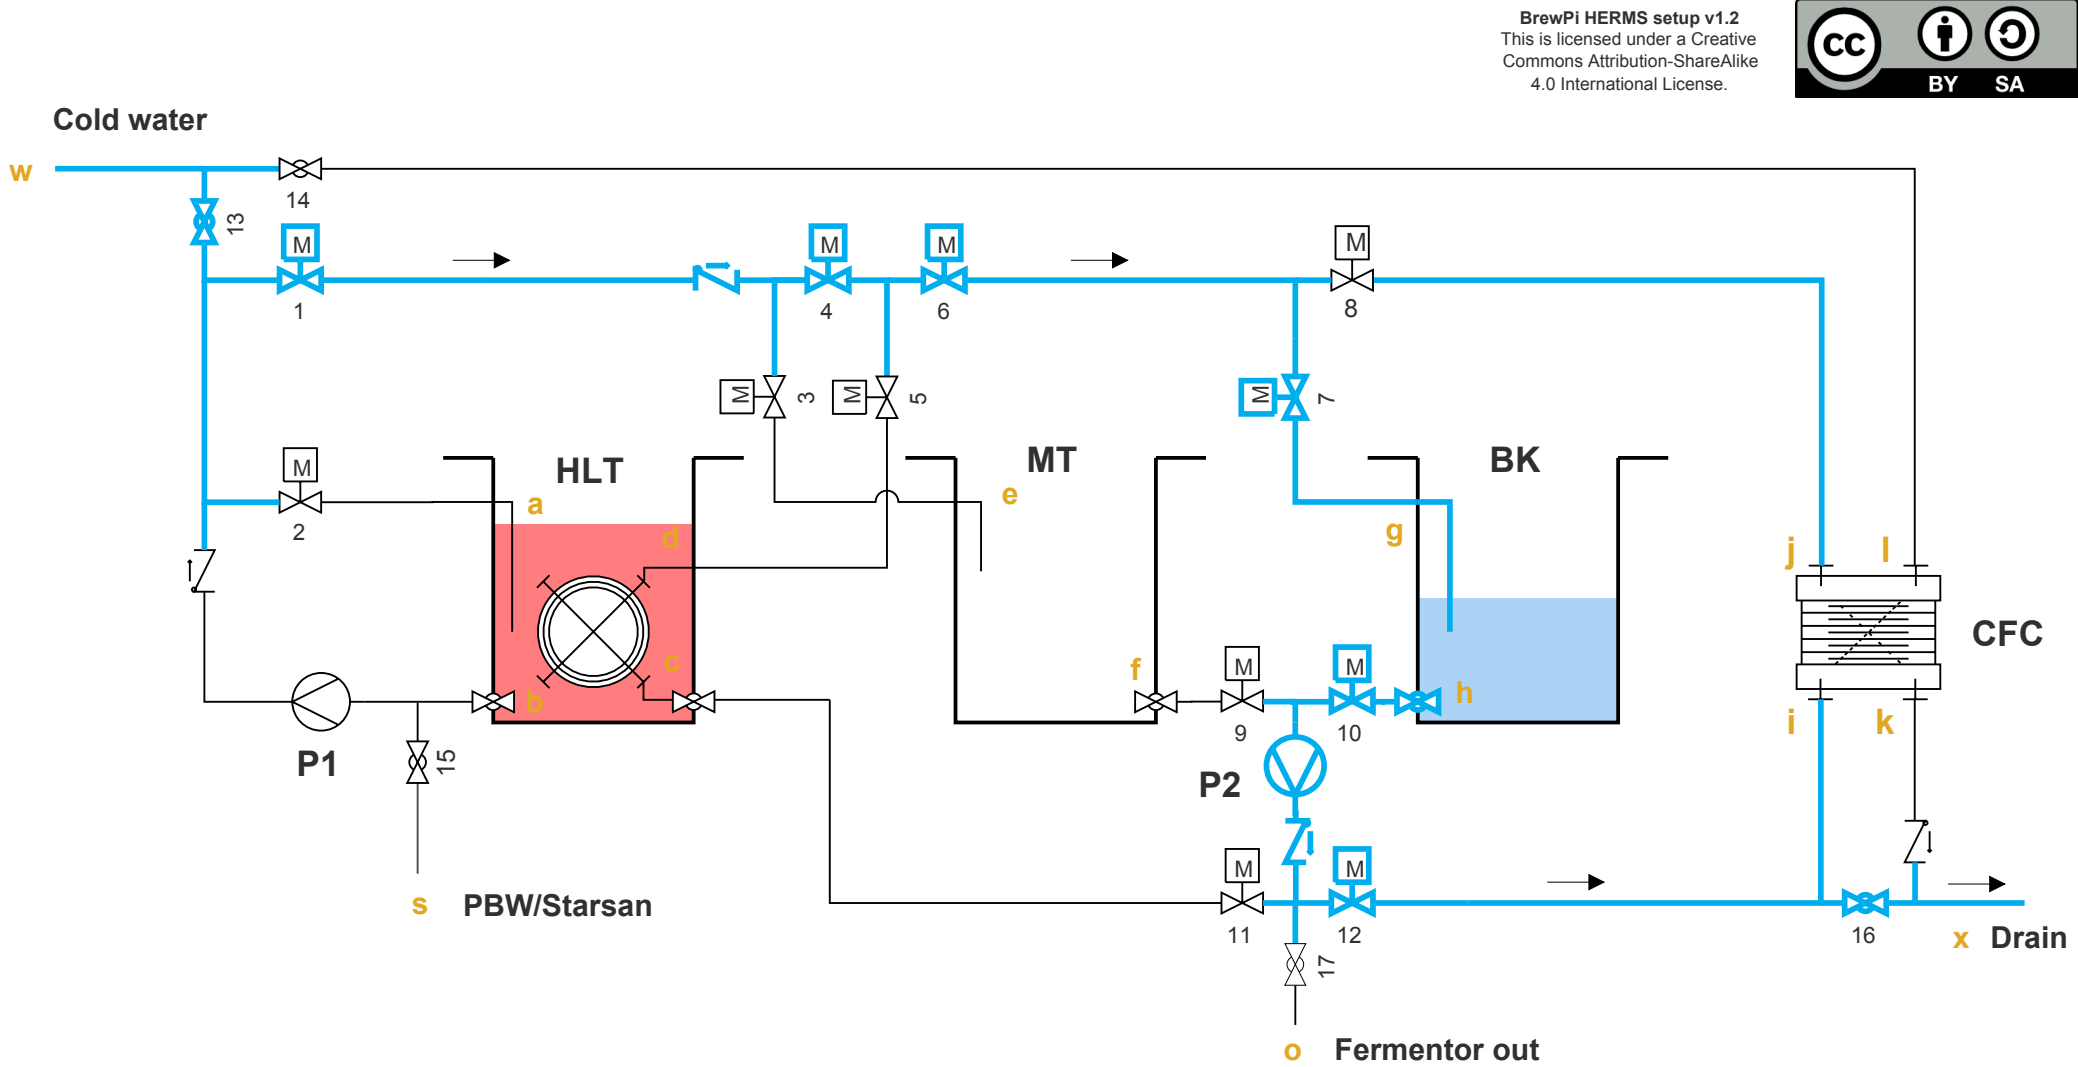 BrewPi HERMS setup v1.2
This is licensed under a Creative
Commons Attribution-ShareAlike
4.0 International License.
CC
BY SA
Cold water
w
14
13
M
M
M
M
1
4
6
8
M
3
M
5
M
7
M
2
HLT
MT
BK
a
d
e
g
j
l
CFC
c
b
f
M
M
h
i
k
9
10
P1
15
P2
M
M
s
PBW/Starsan
11
12
16
x
Drain
17
o
Fermentor out